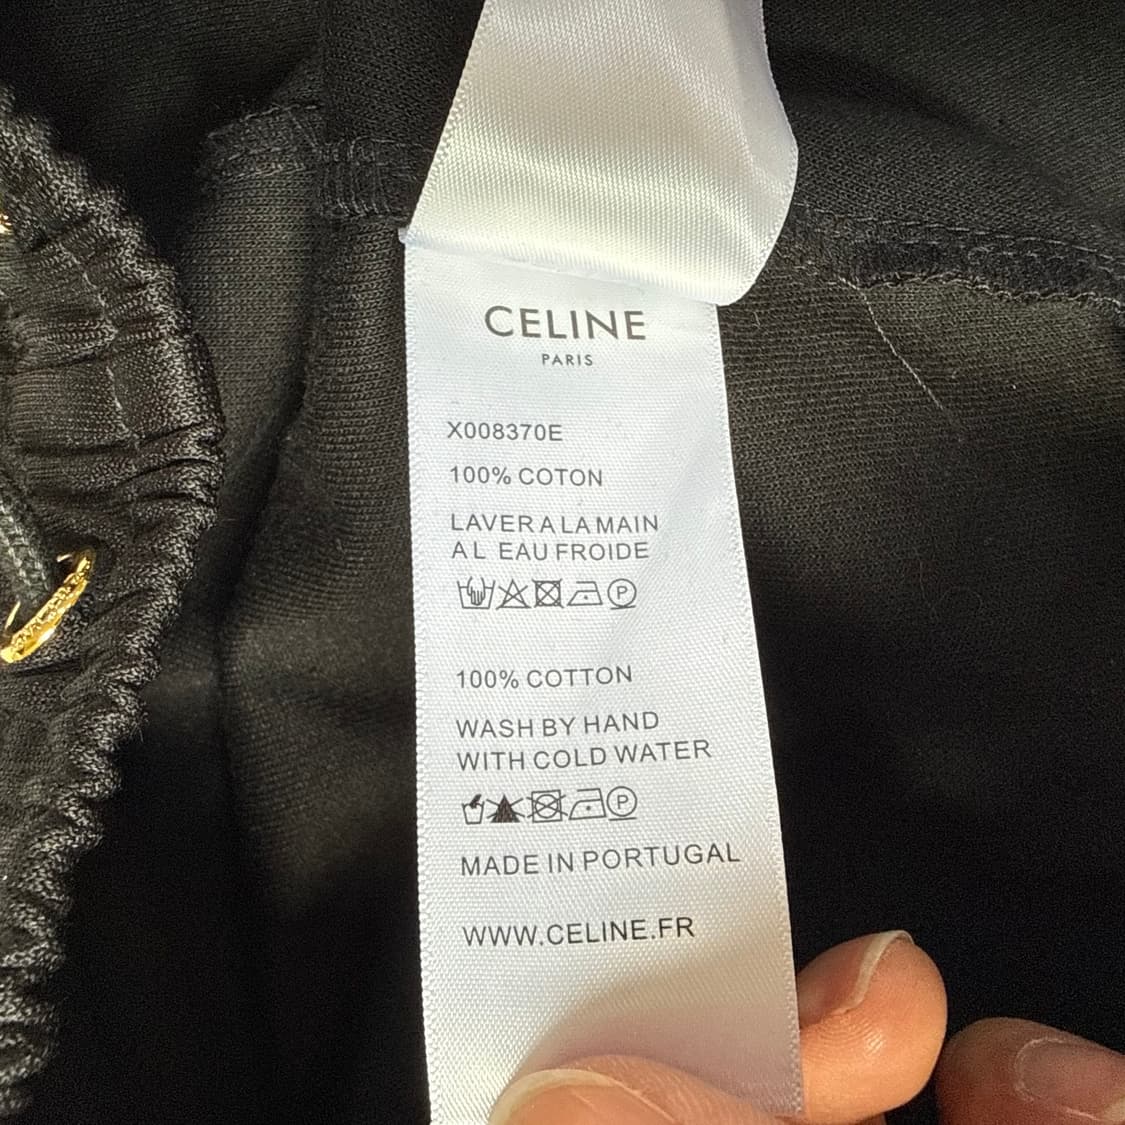 CELINE
PARIS
X008370E
100% COTON
LAVER A LA MAIN
A L EAU FROIDE
P
100% COTTON
WASH BY HAND
WITH COLD WATER
P
MADE IN PORTUGAL
WWW.CELINE.FR